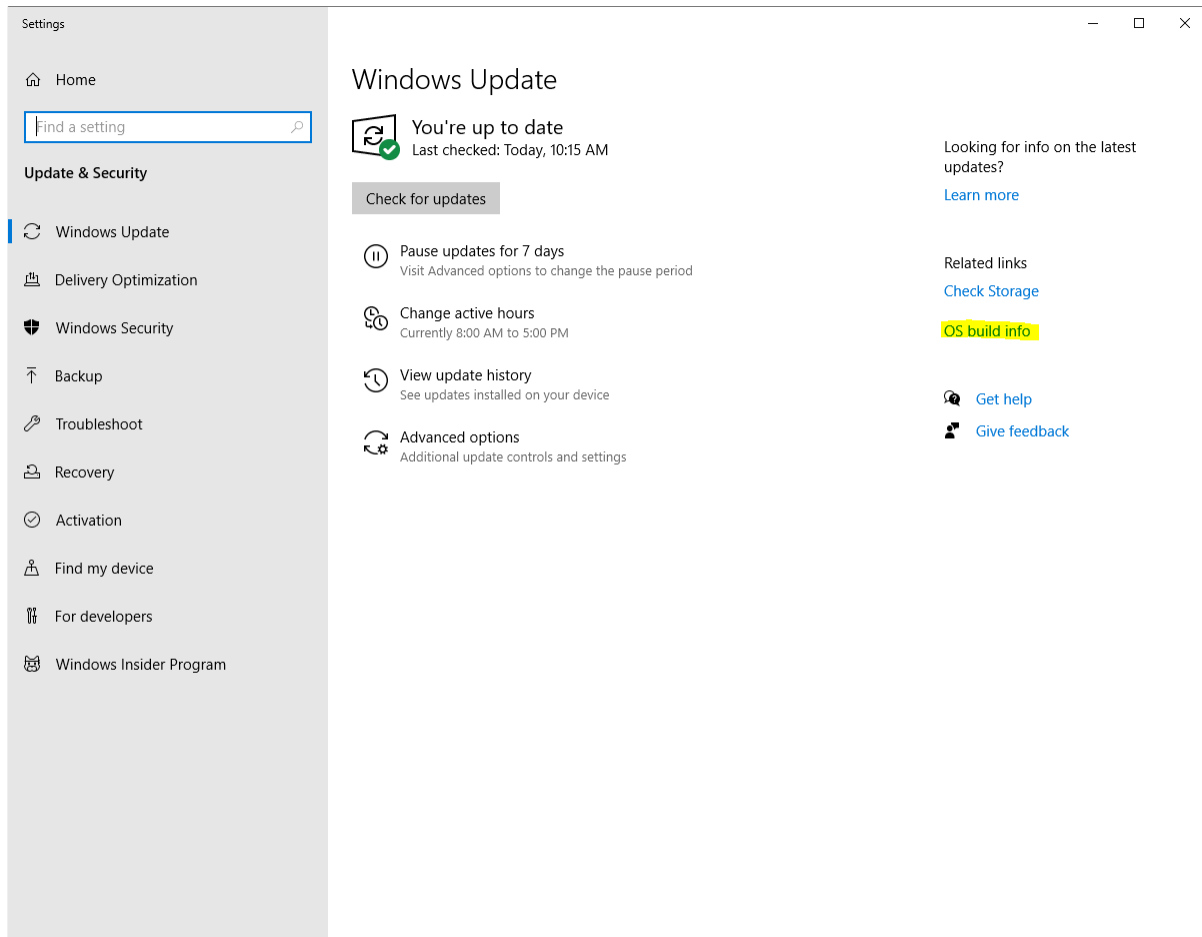 Settings
Home
Find a setting
Update & Security
Windows Update
Delivery Optimization
Windows Security
Backup
Troubleshoot
Recovery
Activation
Find my device
For developers
Windows Insider Program
Windows Update
You're up to date
Last checked: Today, 10:15 AM
Check for updates
Pause updates for 7 days
Visit Advanced options to change the pause period
Change active hours
Currently 8:00 AM to 5:00 PM
View update history
See updates installed on your device
Advanced options
Additional update controls and settings
Looking for info on the latest
updates?
Learn more
Related links
Check Storage
OS build info
Get help
Give feedback